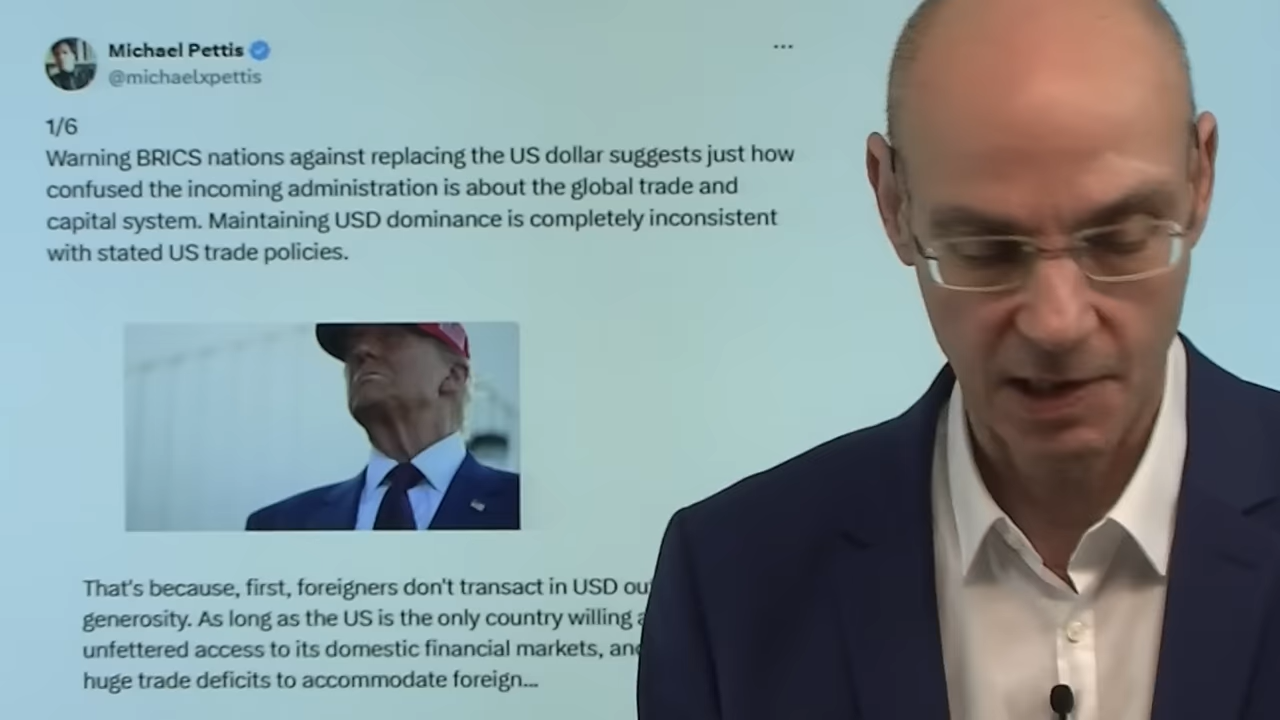 Michael Pettis
@michaelxpettis
1/6
Warning BRICS nations against replacing the US dollar suggests just how
confused the incoming administration is about the global trade and
capital system. Maintaining USD dominance is completely inconsistent
with stated US trade policies.
That's because, first, foreigners don't transact in USD
generosity. As long as the US is the only country willing
unfettered access to its domestic financial markets,
huge trade deficits to accommodate foreign...